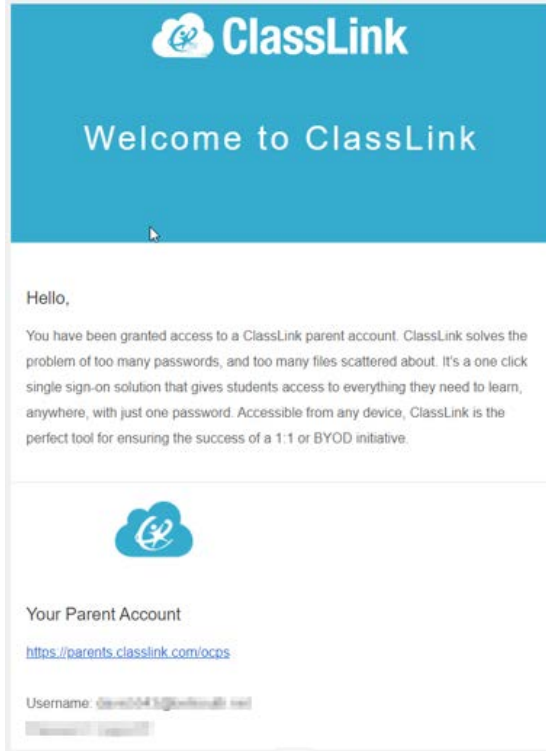 ClassLink
Welcome to ClassLink
Hello,
You have been granted access to a ClassLink parent account. ClassLink solves the
problem of too many passwords, and too many files scattered about. It's a one click
single sign-on solution that gives students access to everything they need to learn,
anywhere, with just one password. Accessible from any device, ClassLink is the
perfect tool for ensuring the success of a 1:1 or BYOD initiative.
Your Parent Account
https://parents.classlink.com/ocps
Username: